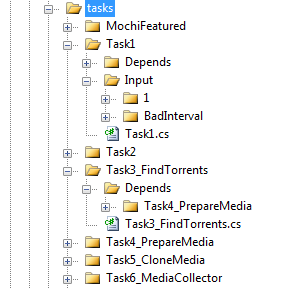 tasks
MochiFeatured
Task1
Depends
Input
1
BadInterval
Task1.cs
Task2
Task3_FindTorrents
Depends
Task4_PrepareMedia
Task3_FindTorrents.cs
Task4_PrepareMedia
Task5_CloneMedia
Task6_MediaCollector